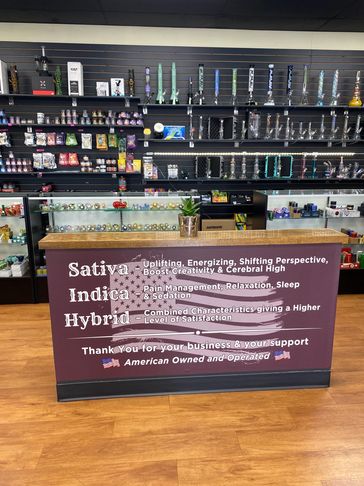 Sativa - Uplifting, Energizing, Shifting Perspective,
Boost Creativity & Cerebral High
Indica - Pain Management, Relaxation, Sleep
& Sedation
Hybrid - Combined Characteristics giving a Higher
Level of Satisfaction
Thank You for your business & your support
American Owned and Operated